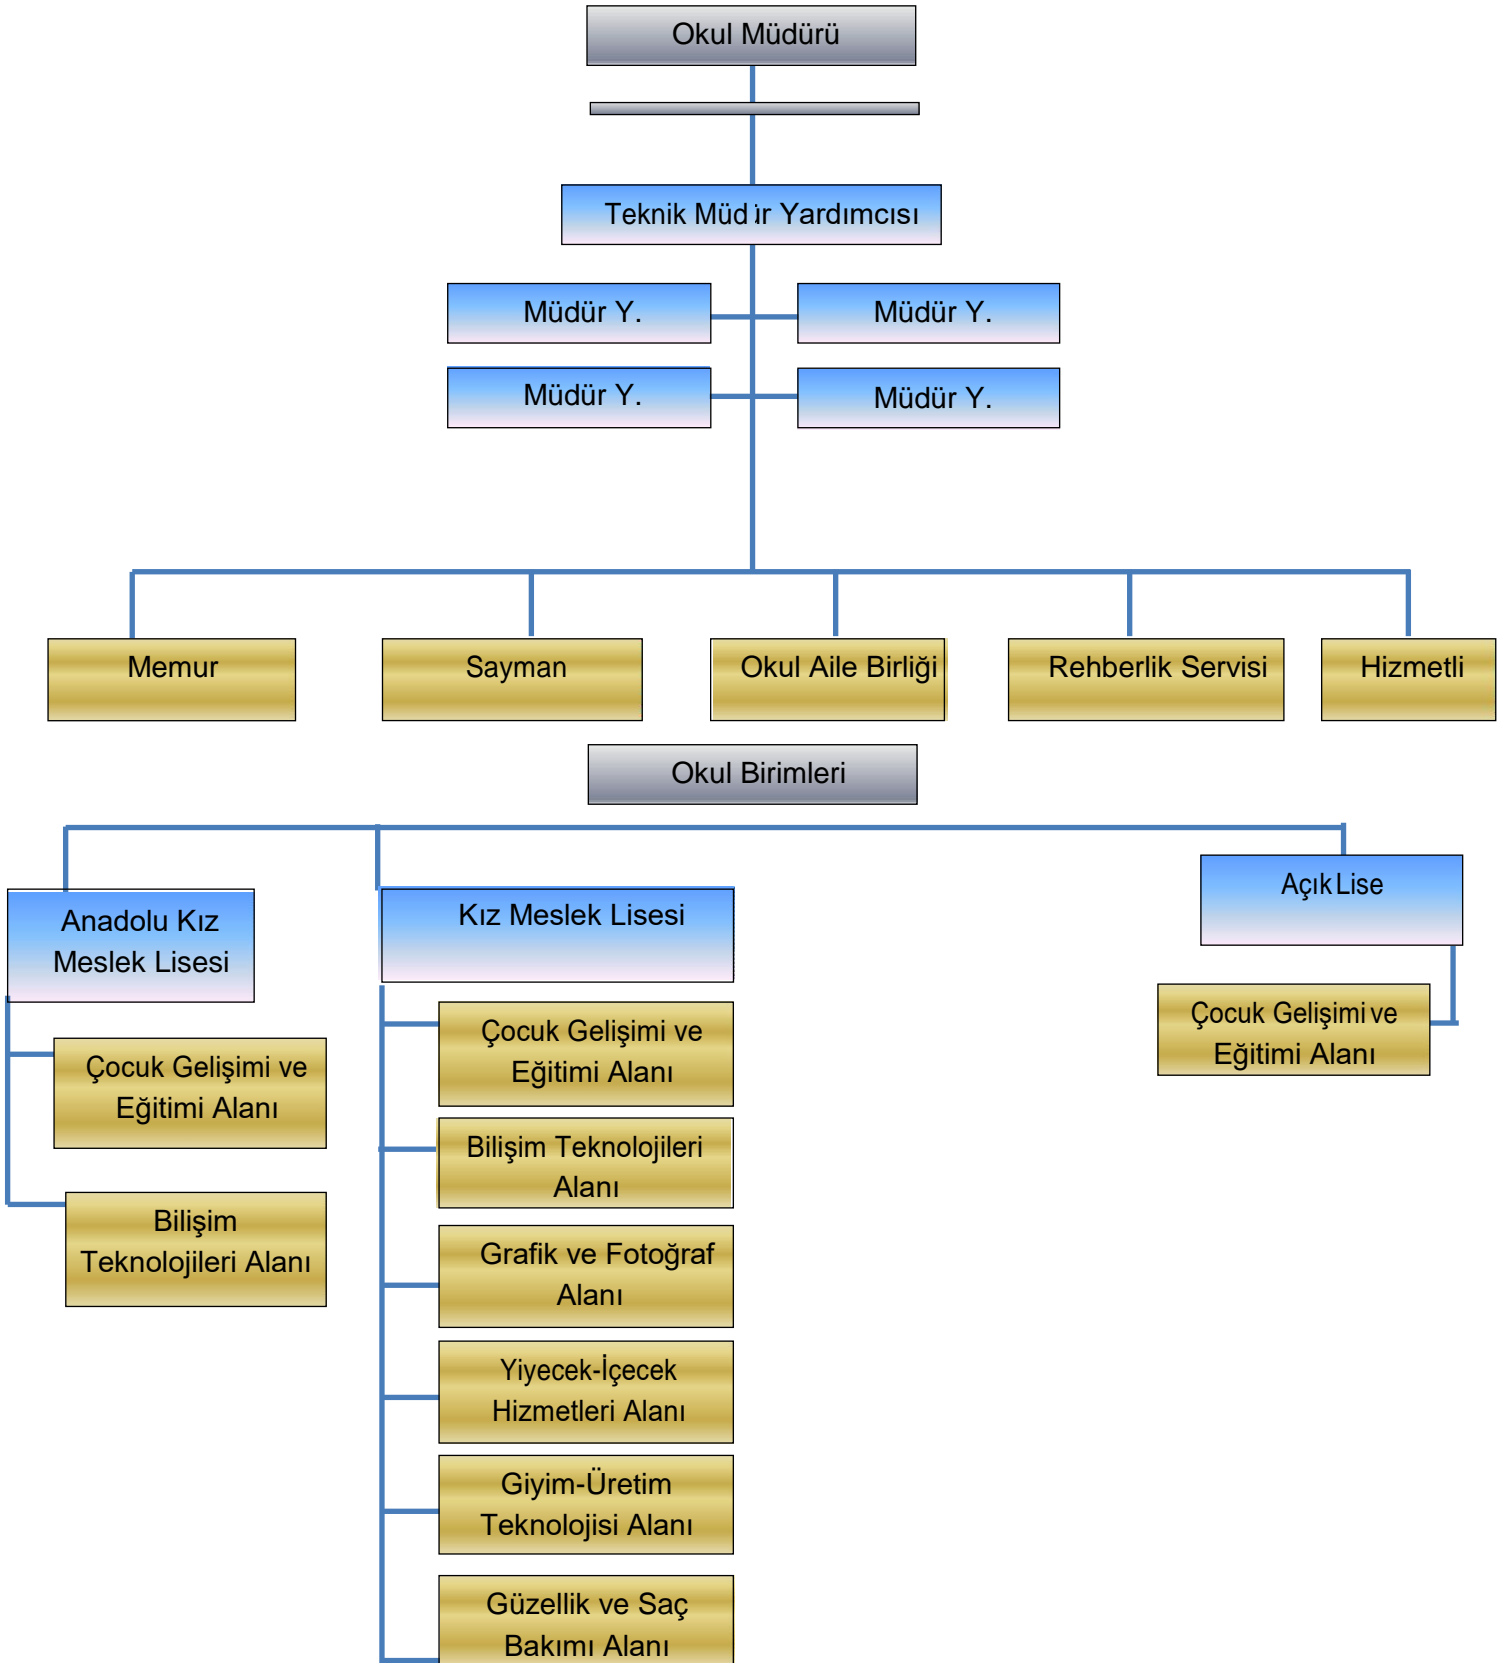 Okul Müdürü
Teknik Müdür Yardımcısı
Müdür Y.
Müdür Y.
Müdür Y.
Müdür Y.
Memur
Sayman
Okul Aile Birliği
Rehberlik Servisi
Hizmetli
Okul Birimleri
Anadolu Kız
Meslek Lisesi
Çocuk Gelişimi ve
Eğitimi Alanı
Bilişim
Teknolojileri Alanı
Kız Meslek Lisesi
Çocuk Gelişimi ve
Eğitimi Alanı
Bilişim Teknolojileri
Alanı
Grafik ve Fotoğraf
Alanı
Yiyecek-İçecek
Hizmetleri Alanı
Giyim-Üretim
Teknolojisi Alanı
Güzellik ve Saç
Bakımı Alanı
Açık Lise
Çocuk Gelişimi ve
Eğitimi Alanı